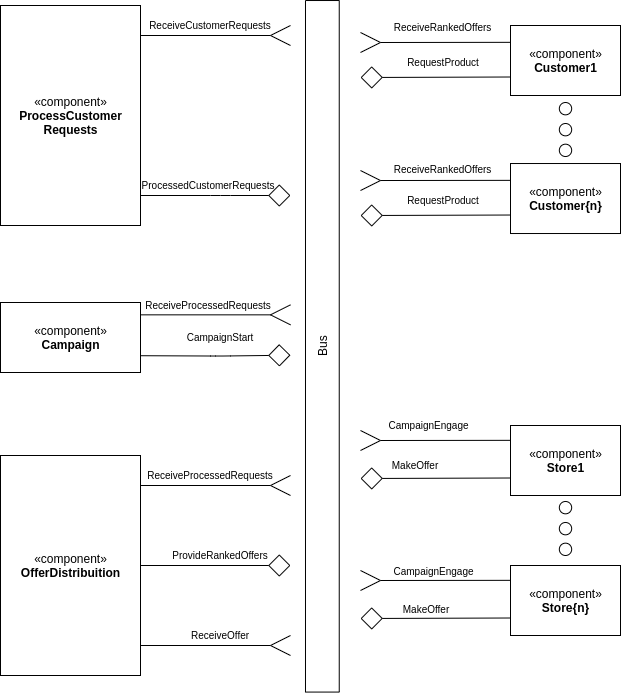 ReceiveCustomerRequests
«component»
ProcessCustomer
Requests
ProcessedCustomerRequests
ReceiveProcessedRequests
«component»
Campaign
CampaignStart
ReceiveProcessedRequests
«component»
OfferDistribuition
ProvideRankedOffers
ReceiveOffer
Bus
ReceiveRankedOffers
«component»
Customer1
RequestProduct
ReceiveRankedOffers
«component»
Customer{n}
RequestProduct
CampaignEngage
«component»
Store1
MakeOffer
CampaignEngage
«component»
Store{n}
MakeOffer